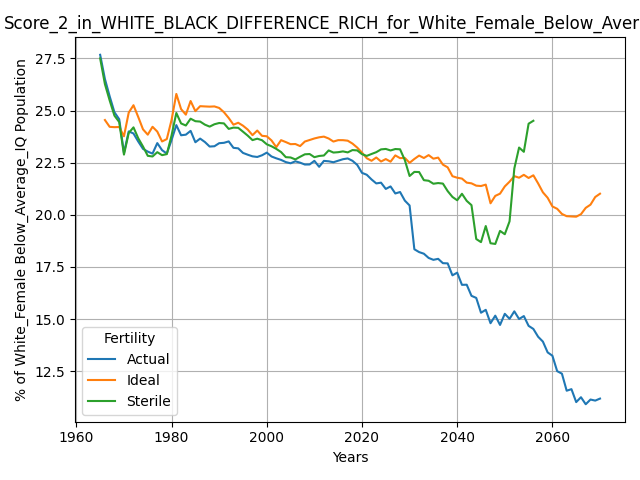 Score_2_in_WHITE_BLACK_DIFFERENCE_RICH_for_White_Female_Below_Aver
% of White_Female Below_Average_IQ Population
27.5
25.0
22.5
20.0
17.5
15.0
12.5
Fertility
Actual
Ideal
Sterile
1960
1980
2000
2020
2040
2060
Years